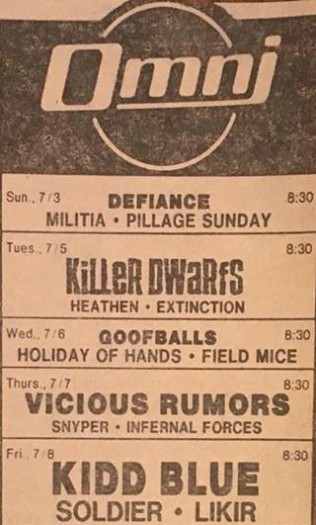 Omni
Sun., 7/3 DEFIANCE 8:30
MILITIA • PILLAGE SUNDAY
Tues., 7/5 8:30
KiLLeR DWaRfS
HEATHEN • EXTINCTION
Wed., 7/6 GOOFBALLS 8:30
HOLIDAY OF HANDS • FIELD MICE
Thurs., 7/7 8:30
VICIOUS RUMORS
SNYPER • INFERNAL FORCES
Fri., 7/8 8:30
KIDD BLUE
SOLDIER • LIKIR